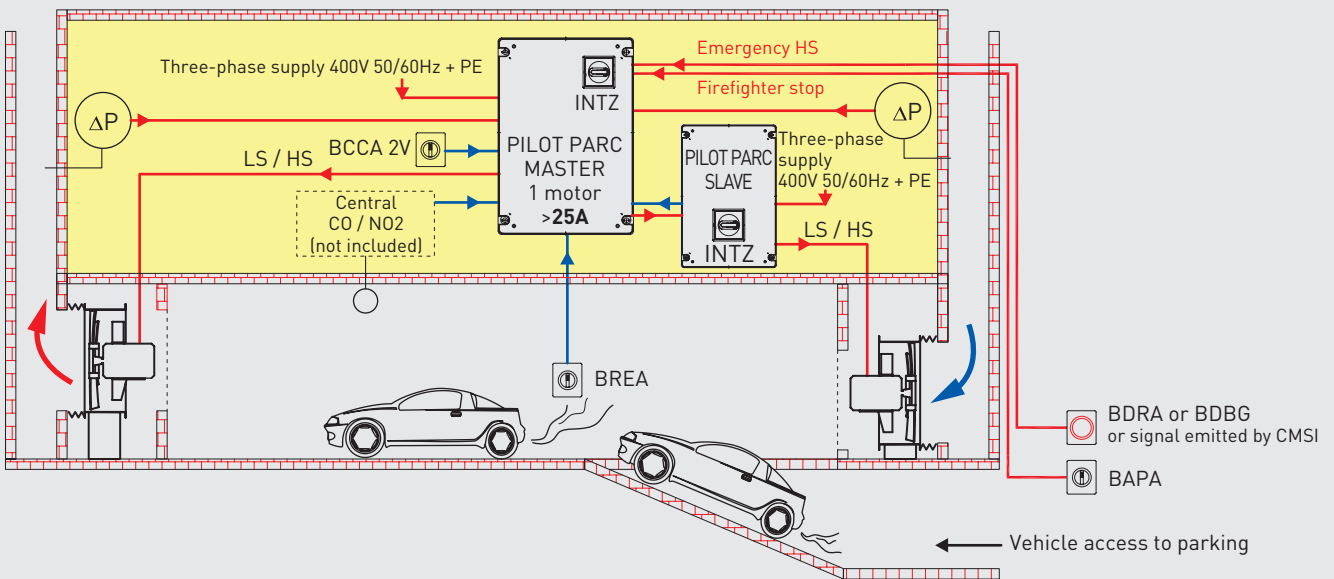 Emergency HS
Three-phase supply 400V 50/60Hz + PE
INTZ
Firefighter stop
ΔP
ΔP
BCCA 2V
PILOT PARC
MASTER
1 motor
>25A
Three-phase
supply
400V 50/60Hz + PE
PILOT PARC
SLAVE
LS / HS
Central
CO / NO2
(not included)
LS / HS
INTZ
BREA
BDRA or BDBG
or signal emitted by CMSI
BAPA
Vehicle access to parking